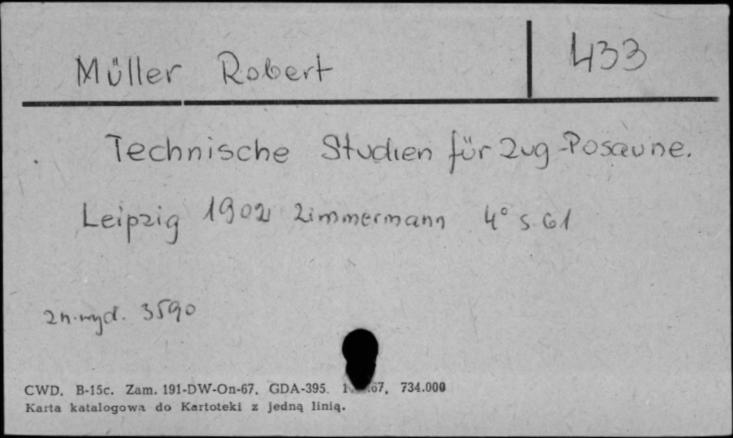 Müller Robert 433
Technische Studien für Zug-Posaune.
Leipzig 1902 Zimmermann 4° s. 61
zn. wyd. 3590
CWD. B-15c. Zam. 191-DW-On-67. GDA-395. 734.000
Karta katalogowa do Kartoteki z jedną linią.